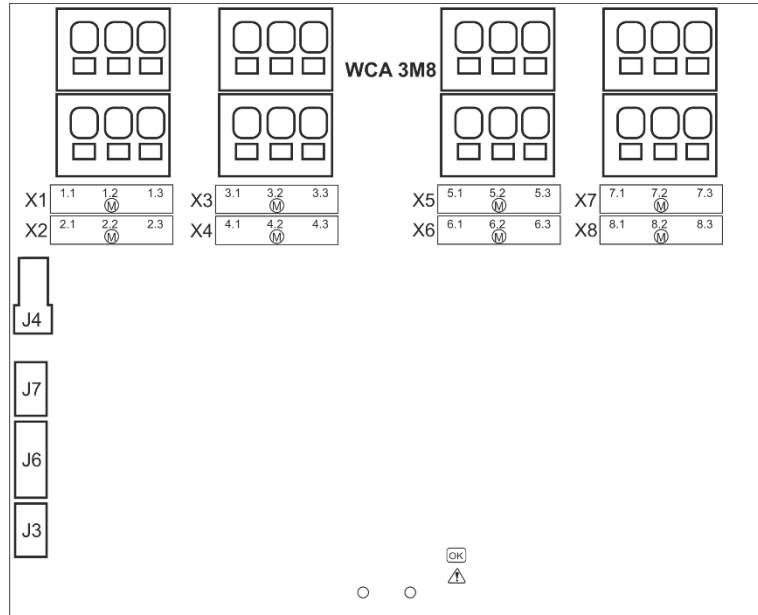 WCA 3M8
X1 1.1 1.2 1.3 X3 3.1 3.2 3.3 X5 5.1 5.2 5.3 X7 7.1 7.2 7.3
M M M M
X2 2.1 2.2 2.3 X4 4.1 4.2 4.3 X6 6.1 6.2 6.3 X8 8.1 8.2 8.3
M M M M
J4
J7
J6
J3
OK